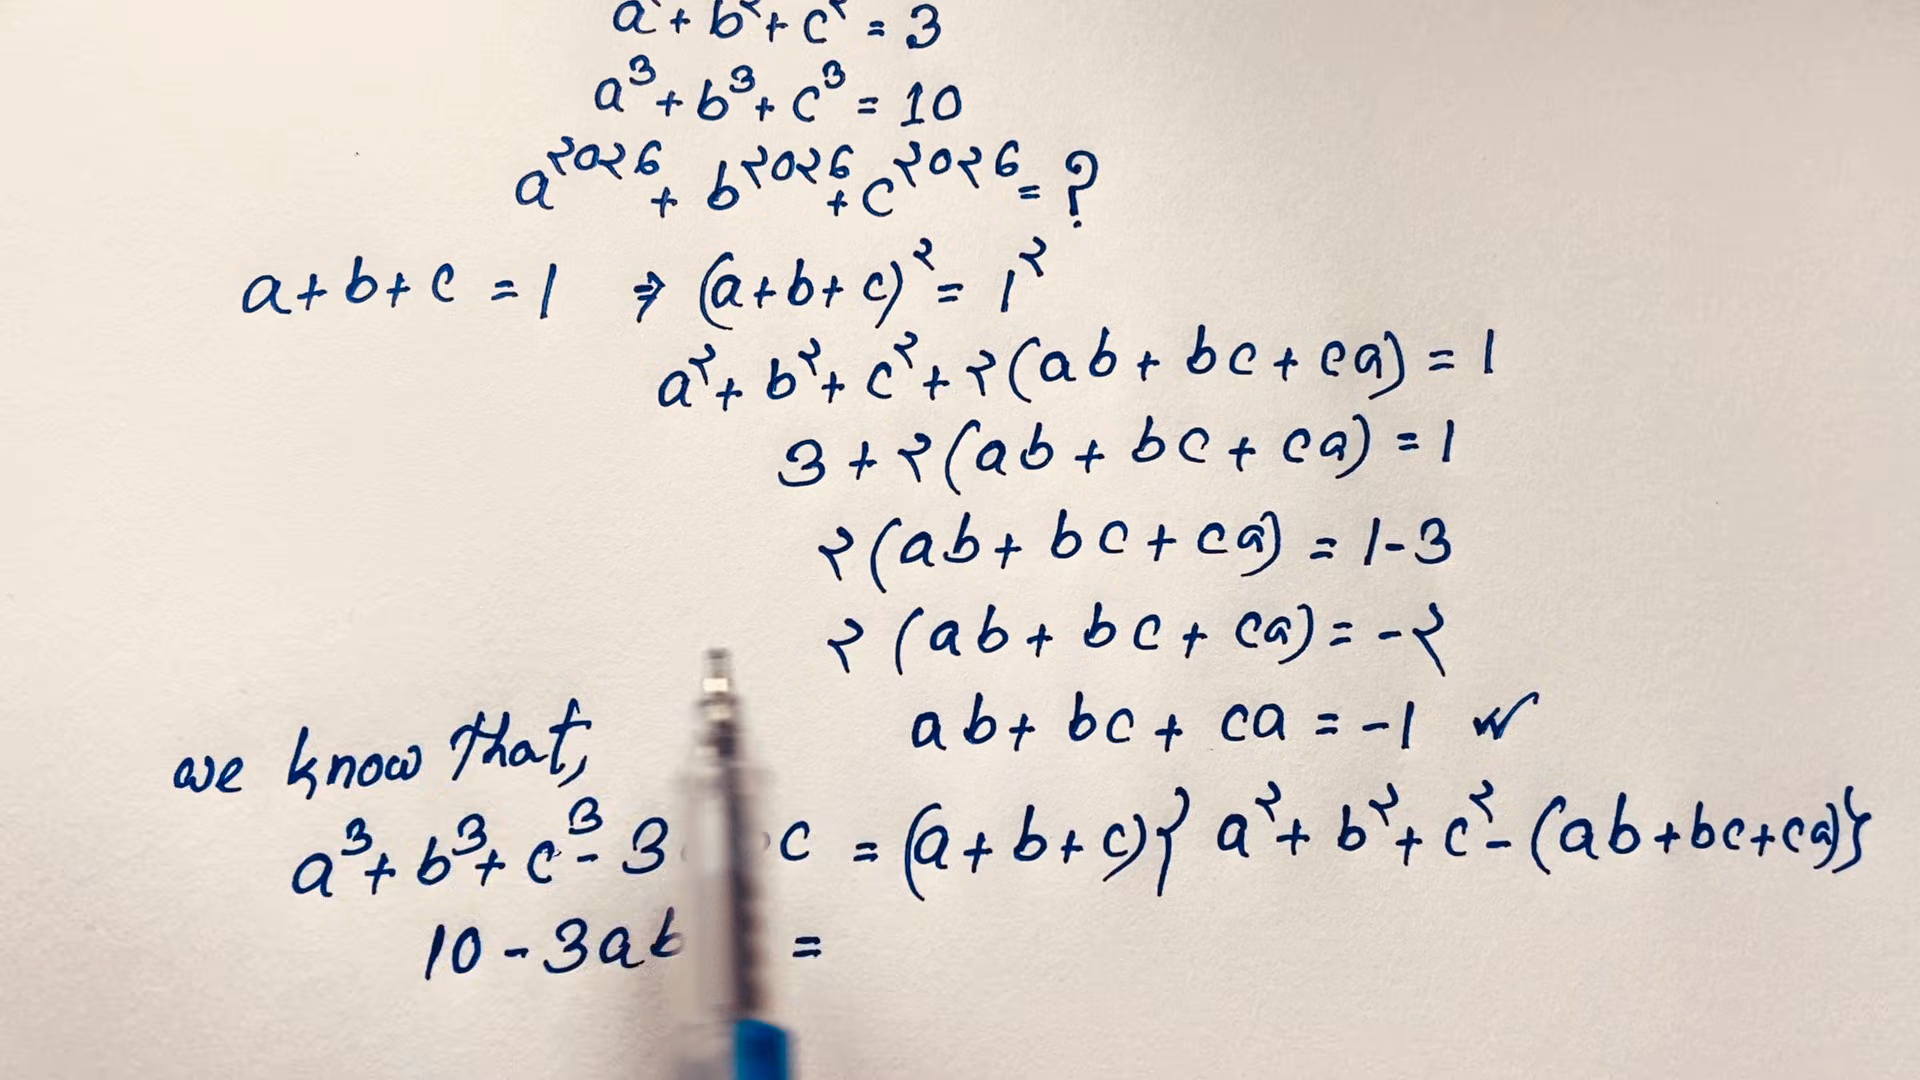 a² + b² + c² = 3
a³ + b³ + c³ = 10
a²⁰²⁶ + b²⁰²⁶ + c²⁰²⁶ = ?
a + b + c = 1 ⇒ (a + b + c)² = 1²
a² + b² + c² + 2(ab + bc + ca) = 1
3 + 2(ab + bc + ca) = 1
2(ab + bc + ca) = 1 - 3
2(ab + bc + ca) = -2
ab + bc + ca = -1 ✓
we know that,
a³ + b³ + c³ - 3 c = (a + b + c){a² + b² + c² - (ab + bc + ca)}
10 - 3ab =